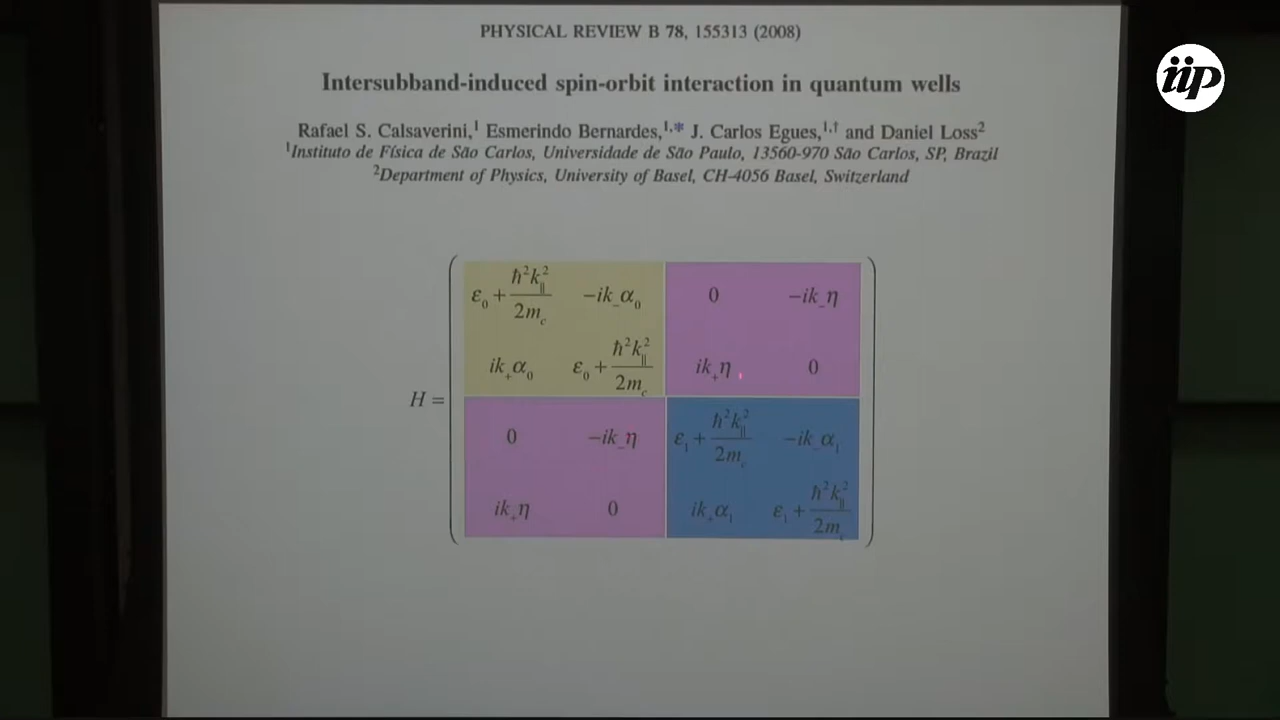 iip
PHYSICAL REVIEW B 78, 155313 (2008)
Intersubband-induced spin-orbit interaction in quantum wells
Rafael S. Calsaverini,¹ Esmerindo Bernardes,¹,* J. Carlos Egues,¹,† and Daniel Loss²
¹Instituto de Física de São Carlos, Universidade de São Paulo, 13560-970 São Carlos, SP, Brazil
²Department of Physics, University of Basel, CH-4056 Basel, Switzerland
H =
ε₀ + ħ²k∥²/2m_c −ik₋α₀ 0 −ik₋η
ik₊α₀ ε₀ + ħ²k∥²/2m_c ik₊η 0
0 −ik₋η ε₁ + ħ²k∥²/2m_c −ik₋α₁
ik₊η 0 ik₊α₁ ε₁ + ħ²k∥²/2m_c